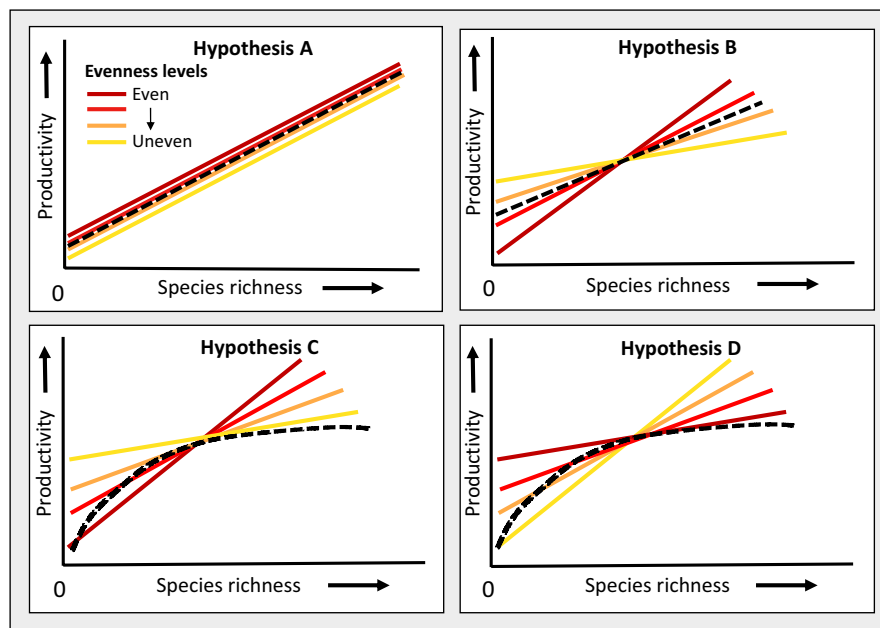 Hypothesis A
Evenness levels
Even
Uneven
Productivity
0
Species richness
Hypothesis B
Productivity
0
Species richness
Hypothesis C
Productivity
0
Species richness
Hypothesis D
Productivity
0
Species richness